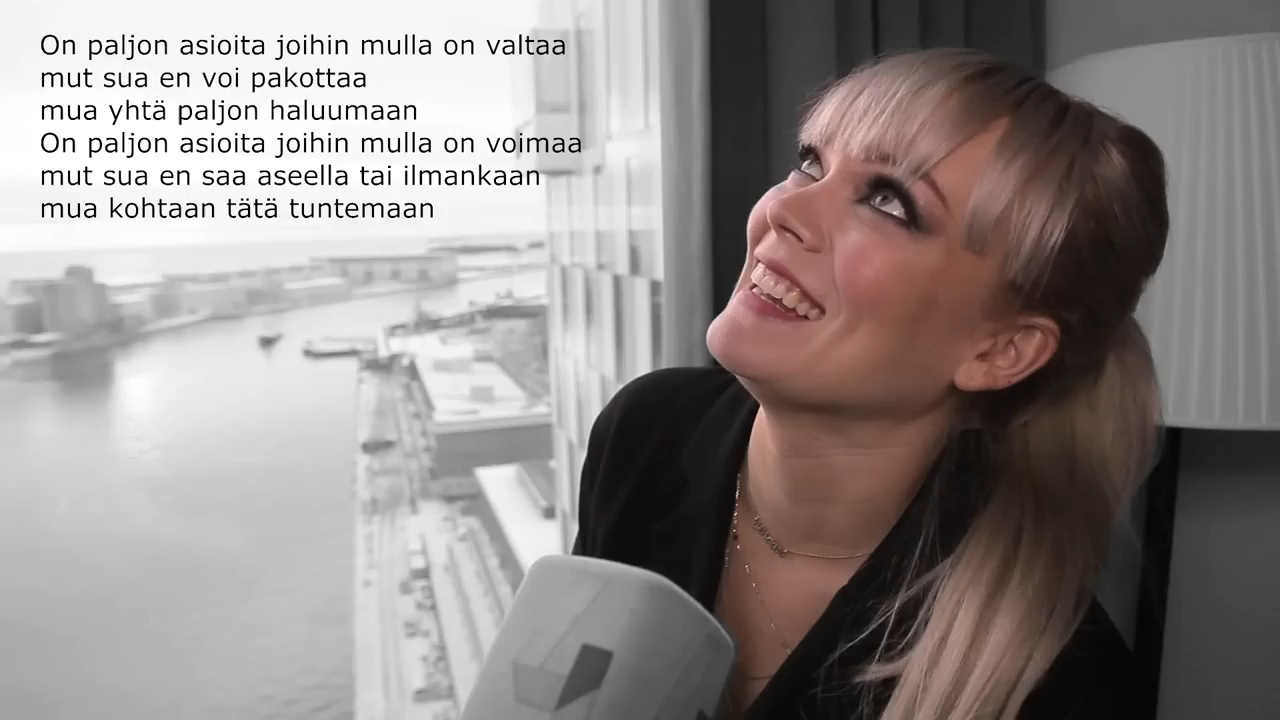 On paljon asioita joihin mulla on valtaa
mut sua en voi pakottaa
mua yhtä paljon haluumaan
On paljon asioita joihin mulla on voimaa
mut sua en saa aseella tai ilmankaan
mua kohtaan tätä tuntemaan